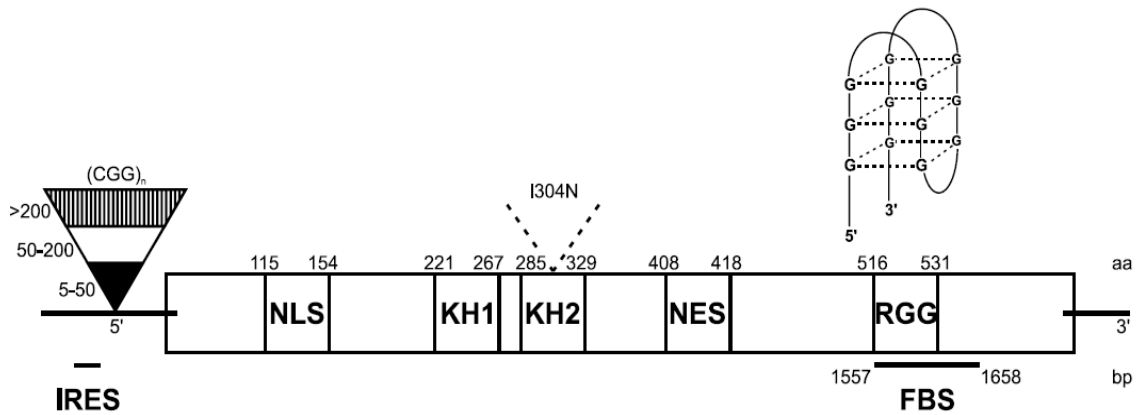 G G
G G
G G
G G
G G
G G
(CGG)n
I304N
>200
50-200
5-50
3'
5'
115 154 221 267 285 329 408 418 516 531 aa
NLS KH1 KH2 NES RGG
5' 3'
1557 1658 bp
IRES FBS